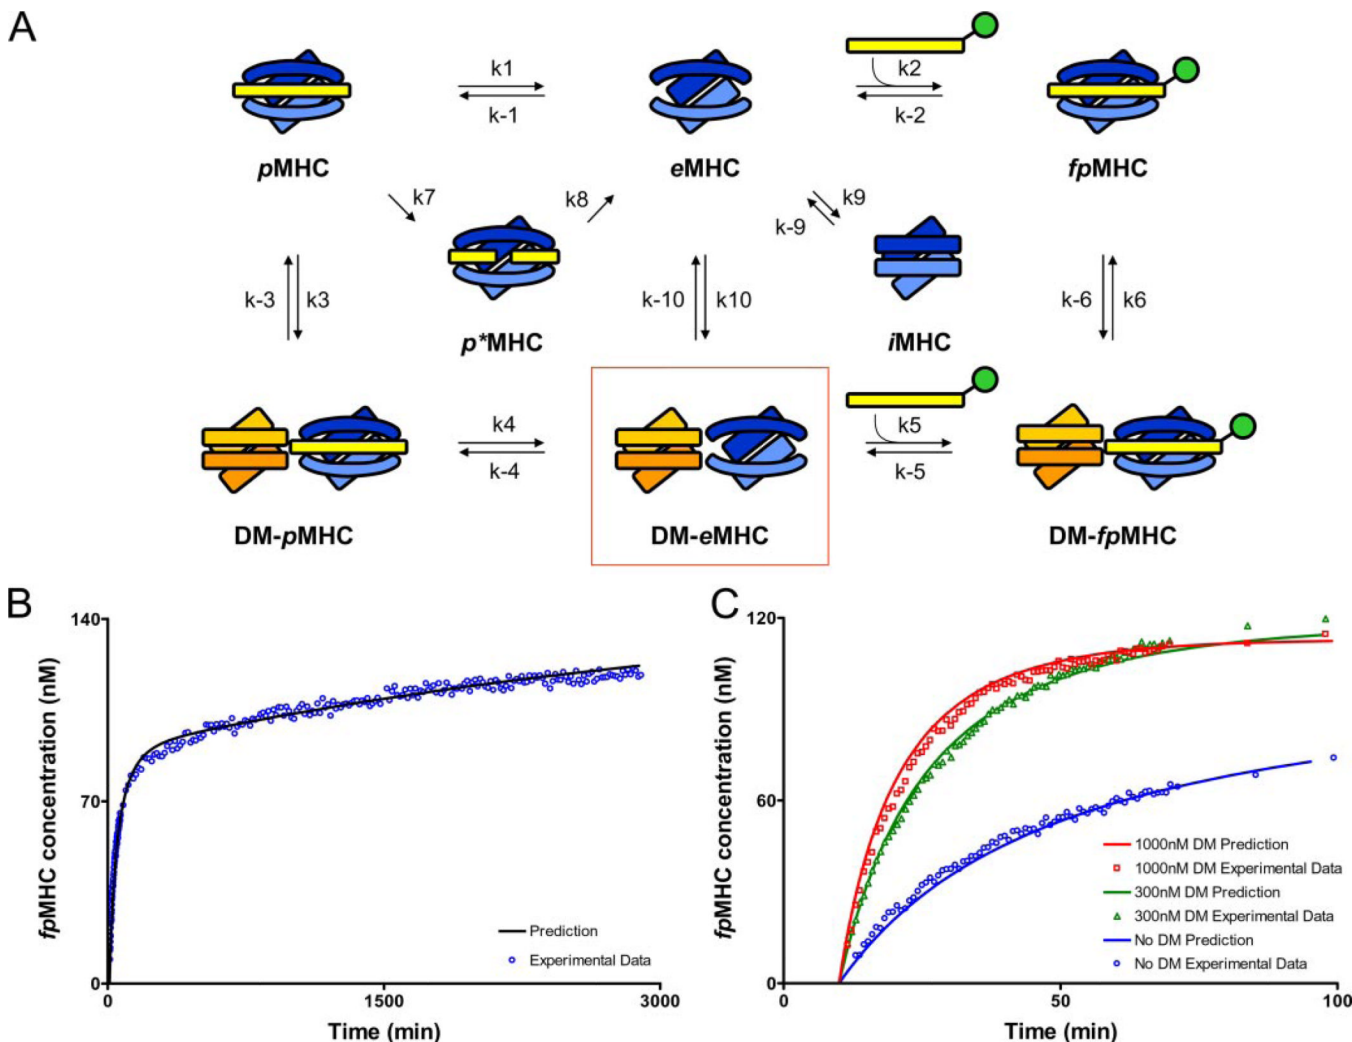 A
k1
k-1
k2
k-2
pMHC
eMHC
fpMHC
k7
k8
k9
k-9
k-3
k3
k-10
k10
k-6
k6
p*MHC
iMHC
k4
k-4
k5
k-5
DM-pMHC
DM-eMHC
DM-fpMHC
B
140
70
0
fpMHC concentration (nM)
Prediction
Experimental Data
0
1500
3000
Time (min)
C
120
60
0
fpMHC concentration (nM)
1000nM DM Prediction
1000nM DM Experimental Data
300nM DM Prediction
300nM DM Experimental Data
No DM Prediction
No DM Experimental Data
0
50
100
Time (min)